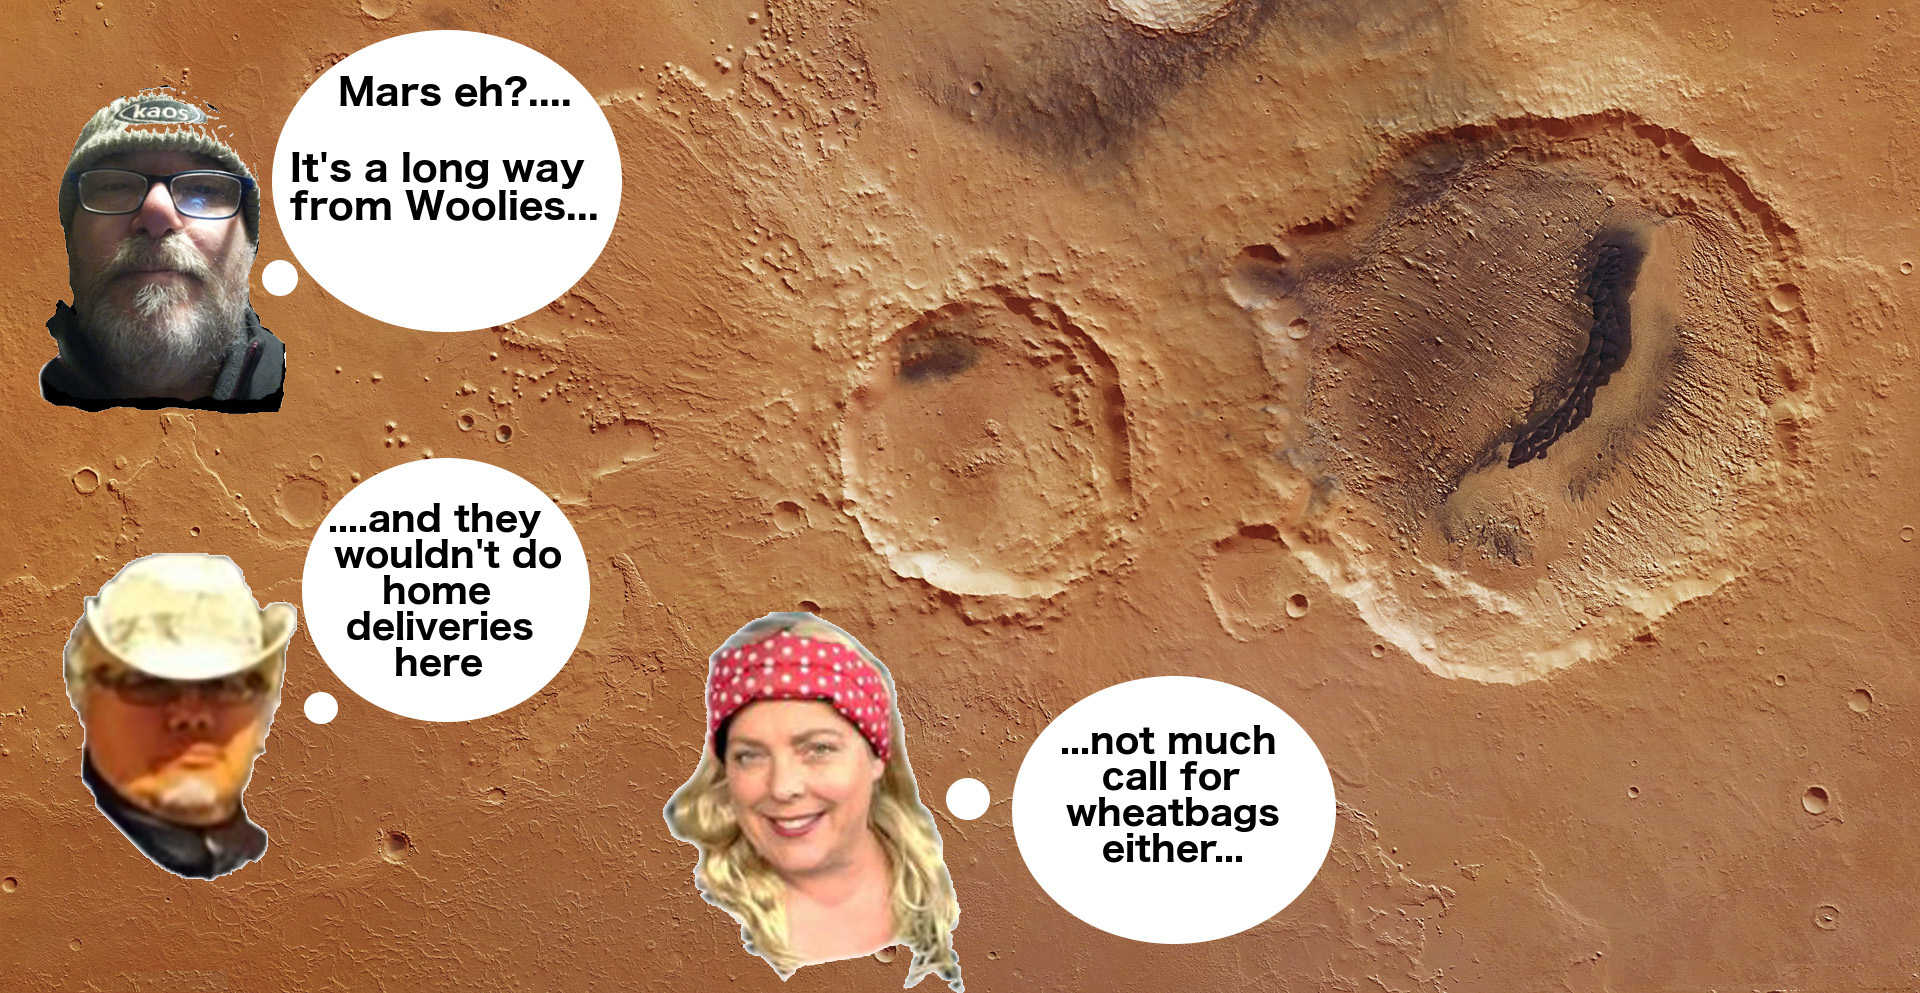 kaos
Mars eh?....
It's a long way
from Woolies...
....and they
wouldn't do
home
deliveries
here
...not much
call for
wheatbags
either...